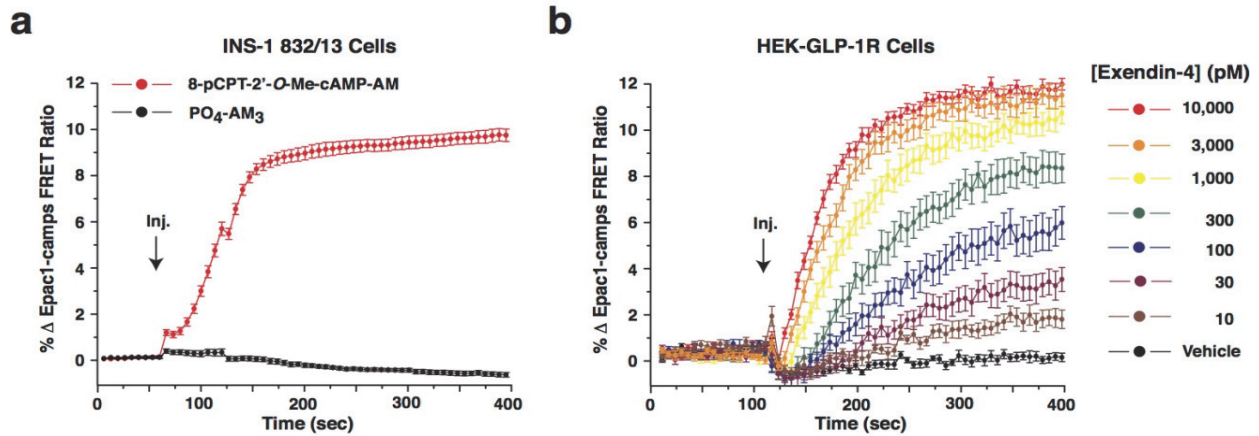 a
INS-1 832/13 Cells
8-pCPT-2'-O-Me-cAMP-AM
PO4-AM3
Inj.
% Δ Epac1-camps FRET Ratio
12
10
8
6
4
2
0
0 100 200 300 400
Time (sec)
b
HEK-GLP-1R Cells
Inj.
% Δ Epac1-camps FRET Ratio
12
10
8
6
4
2
0
0 100 200 300 400
Time (sec)
[Exendin-4] (pM)
10,000
3,000
1,000
300
100
30
10
Vehicle